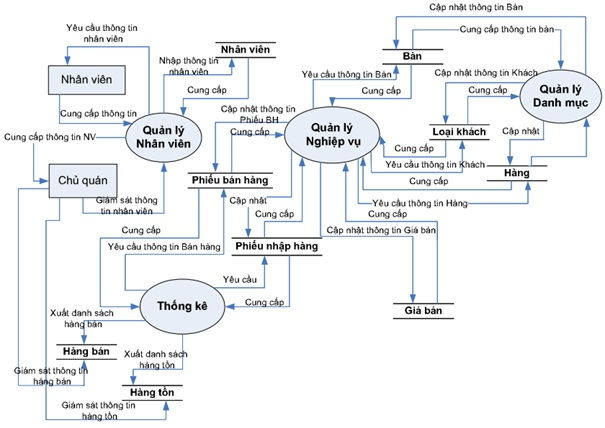 Cập nhật thông tin Bàn
Yêu cầu thông tin
nhân viên
Nhập thông tin
nhân viên
Nhân viên
Cung cấp thông tin bàn
Bàn
Nhân viên
Cung cấp
Yêu cầu thông tin Bàn
Cung cấp
Cập nhật thông tin Khách
Quản lý
Danh mục
Cung cấp
Cung cấp thông tin
Cập nhật thông tin
Phiếu BH
Cung cấp
Quản lý
Nhân viên
Quản lý
Nghiệp vụ
Loại khách
Cập nhật
Cung cấp thông tin NV
Cung cấp
Yêu cầu thông tin Khách
Chủ quán
Phiếu bán hàng
Hàng
Cung cấp
Giám sát thông
tin nhân viên
Cập nhật
Yêu cầu thông tin Hàng
Cung cấp
Cung cấp
Cung cấp
Cập nhật thông tin Giá bán
Yêu cầu thông tin Bán hàng
Phiếu nhập hàng
Yêu cầu
Thống kê
Cung cấp
Giá bán
Xuất danh sách
hàng bán
Hàng bán
Xuất danh sách
hàng tồn
Giám sát thông tin
hàng bán
Hàng tồn
Giám sát thông tin
hàng tồn